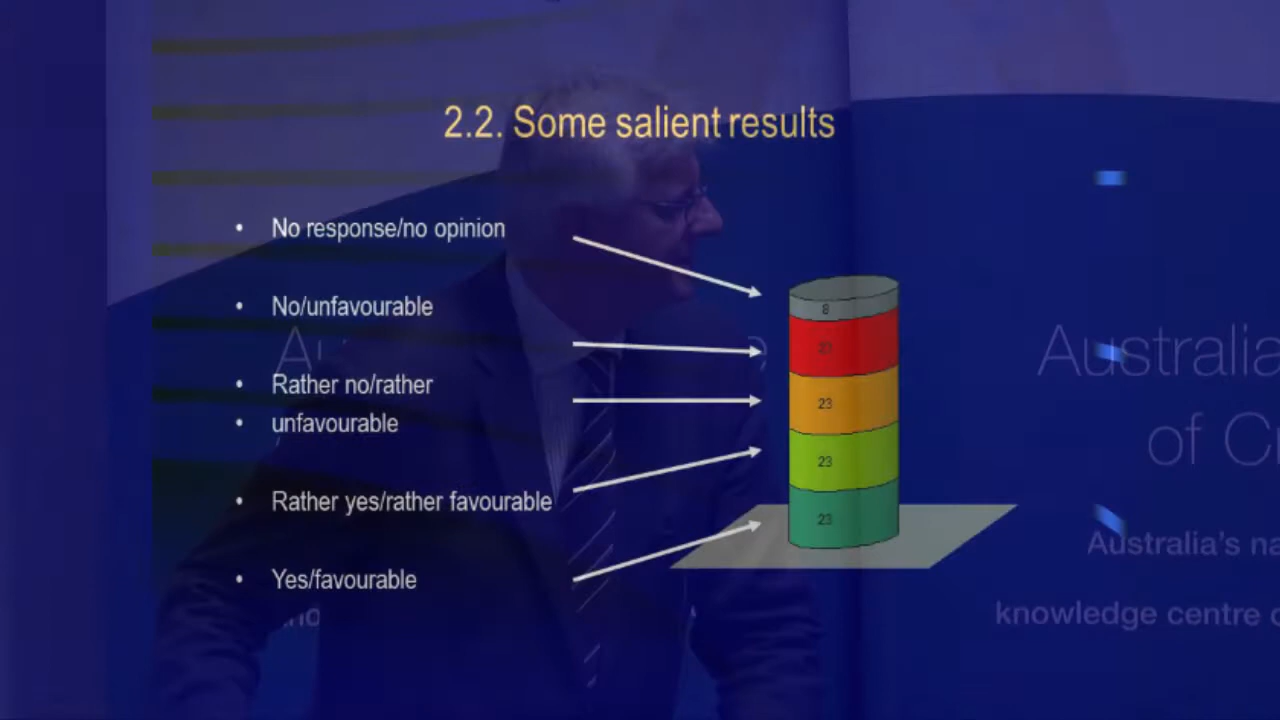 2.2. Some salient results
• No response/no opinion
• No/unfavourable
• Rather no/rather
• unfavourable
• Rather yes/rather favourable
• Yes/favourable
8
23
23
23
Australia
of C
Australia's na
knowledge centre